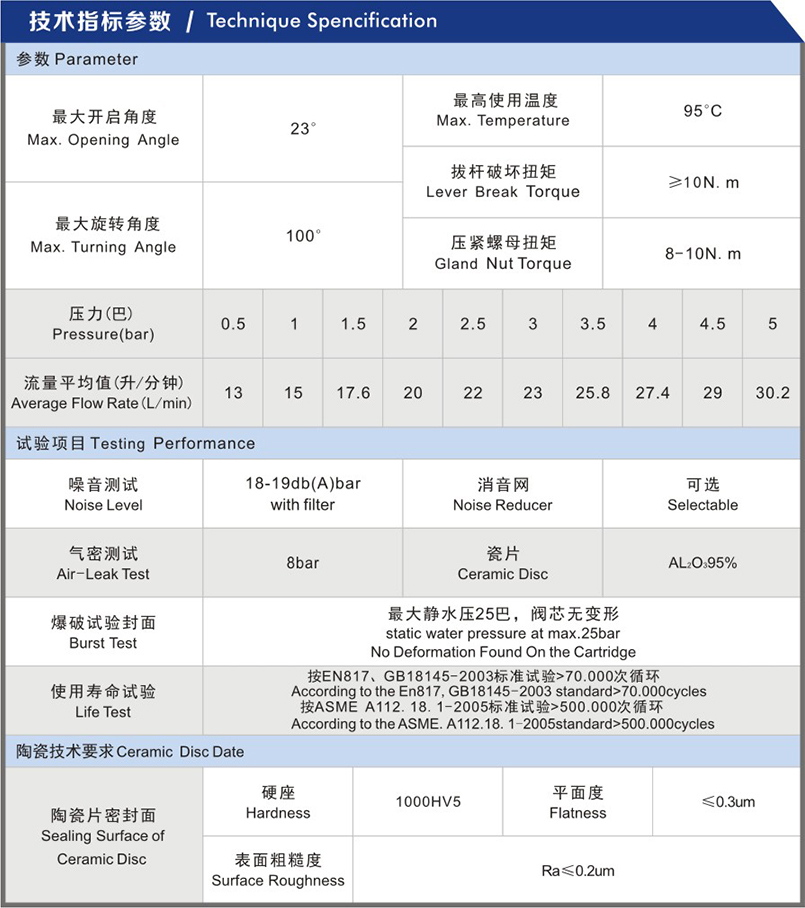 技术指标参数 / Technique Spencification
参数 Parameter
最大开启角度
Max. Opening Angle
23°
最高使用温度
Max. Temperature
95°C
拔杆破坏扭矩
Lever Break Torque
≥10N. m
最大旋转角度
Max. Turning Angle
100°
压紧螺母扭矩
Gland Nut Torque
8-10N. m
压力(巴)
Pressure(bar)
0.5 1 1.5 2 2.5 3 3.5 4 4.5 5
流量平均值(升/分钟)
Average Flow Rate(L/min)
13 15 17.6 20 22 23 25.8 27.4 29 30.2
试验项目 Testing Performance
噪音测试
Noise Level
18-19db(A)bar
with filter
消音网
Noise Reducer
可选
Selectable
气密测试
Air-Leak Test
8bar
瓷片
Ceramic Disc
AL₂O₃95%
爆破试验封面
Burst Test
最大静水压25巴，阀芯无变形
static water pressure at max.25bar
No Deformation Found On the Cartridge
使用寿命试验
Life Test
按EN817、GB18145-2003标准试验>70.000次循环
According to the En817, GB18145-2003 standard>70.000cycles
按ASME A112. 18. 1-2005标准试验>500.000次循环
According to the ASME. A112.18. 1-2005standard>500.000cycles
陶瓷技术要求 Ceramic Disc Date
陶瓷片密封面
Sealing Surface of
Ceramic Disc
硬座
Hardness
1000HV5
平面度
Flatness
≤0.3um
表面粗糙度
Surface Roughness
Ra≤0.2um